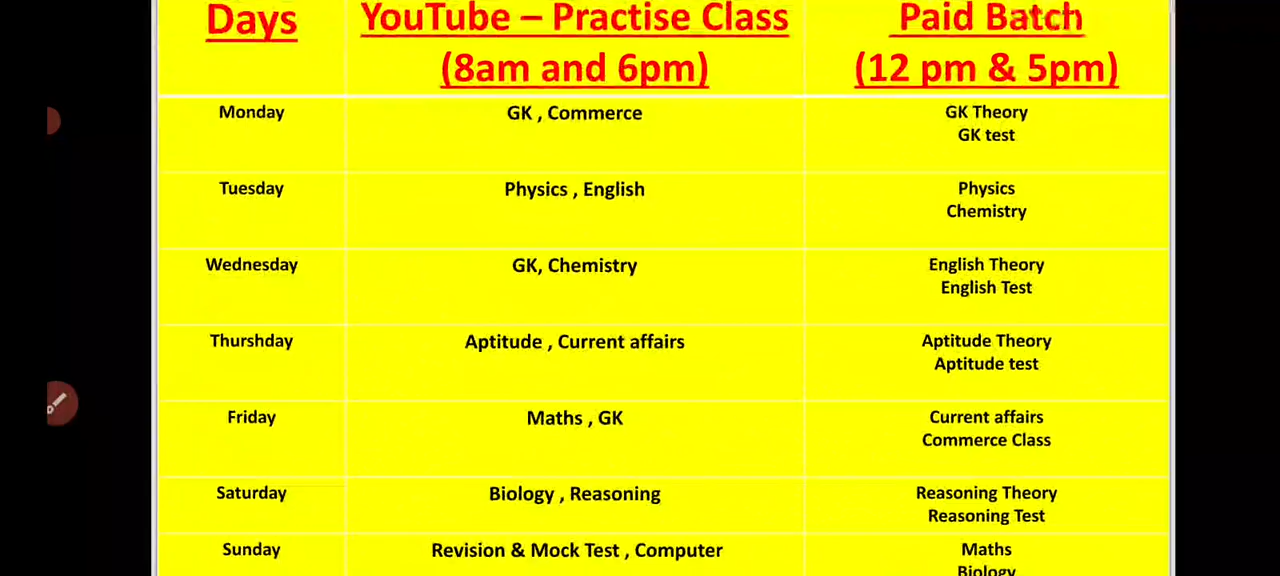 Days YouTube – Practise Class Paid Batch
(8am and 6pm) (12 pm & 5pm)
Monday GK , Commerce GK Theory
GK test
Tuesday Physics , English Physics
Chemistry
Wednesday GK, Chemistry English Theory
English Test
Thurshday Aptitude , Current affairs Aptitude Theory
Aptitude test
Friday Maths , GK Current affairs
Commerce Class
Saturday Biology , Reasoning Reasoning Theory
Reasoning Test
Sunday Revision & Mock Test , Computer Maths
Biology